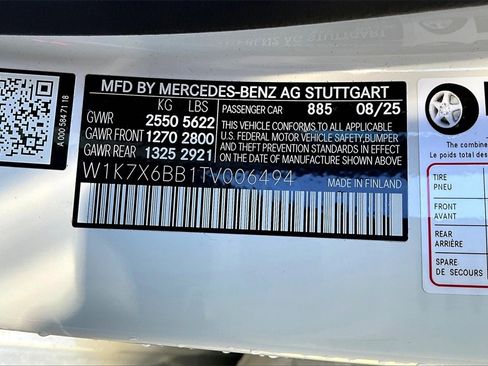 A 000 584 71 18
MFD BY MERCEDES-BENZ AG STUTTGART
KG LBS
GVWR 2550 5622
GAWR FRONT 1270 2800
GAWR REAR 1325 2921
PASSENGER CAR 885 08/25
THIS VEHICLE CONFORMS TO ALL APPLICABLE
U.S. FEDERAL MOTOR VEHICLE SAFETY, BUMPER
AND THEFT PREVENTION STANDARDS IN EFFECT ON
THE DATE OF MANUFACTURE SHOWN ABOVE.
W1K7X6BB1TV006494
MADE IN FINLAND
The combine
Le poids total des
TIRE
PNEU
FRONT
AVANT
REAR
ARRIÈRE
SPARE
DE SECOURS